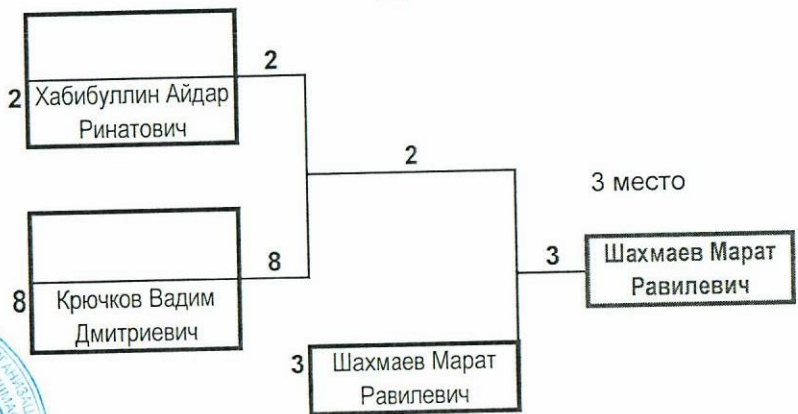 2
2 Хабибуллин Айдар
Ринатович
2
3 место
8
8 Крючков Вадим
Дмитриевич
3
Шахмаев Марат
Равилевич
3 Шахмаев Марат
Равилевич